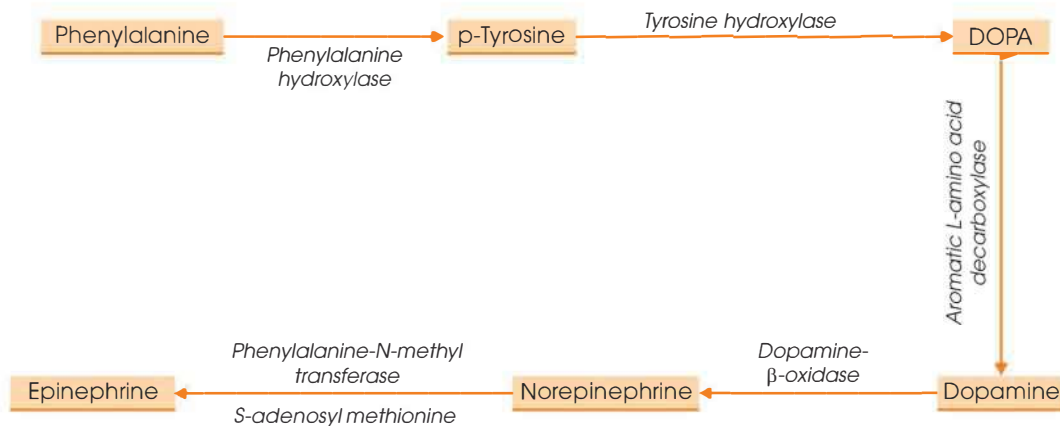 Phenylalanine
Phenylalanine
hydroxylase
p-Tyrosine
Tyrosine hydroxylase
DOPA
Aromatic L-amino acid
decarboxylase
Dopamine
Dopamine-
β-oxidase
Norepinephrine
Phenylalanine-N-methyl
transferase
S-adenosyl methionine
Epinephrine